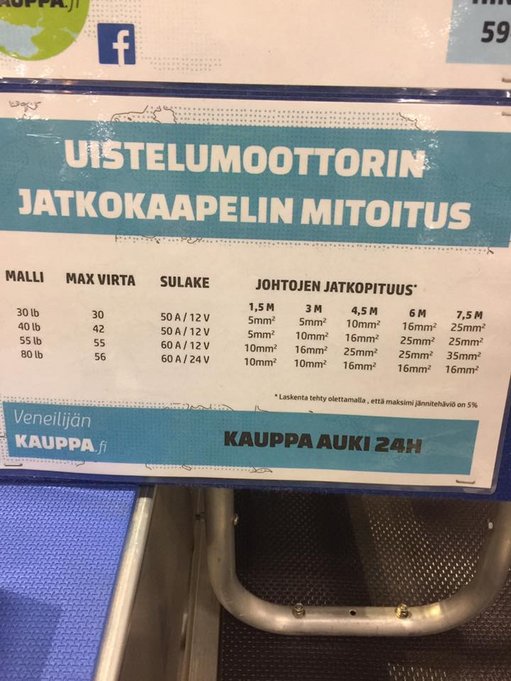 KAUPPA.fi
f
59
UISTELUMOOTTORIN
JATKOKAAPELIN MITOITUS
MALLI MAX VIRTA SULAKE JOHTOJEN JATKOPITUUS*
1,5 M 3 M 4,5 M 6 M 7,5 M
30 lb 30 50 A / 12 V 5mm² 5mm² 10mm² 16mm² 25mm²
40 lb 42 50 A / 12 V 5mm² 10mm² 16mm² 25mm² 25mm²
55 lb 55 60 A / 12 V 10mm² 16mm² 25mm² 25mm² 35mm²
80 lb 56 60 A / 24 V 10mm² 10mm² 16mm² 16mm² 16mm²
* Laskenta tehty olettamalla , että maksimi jännitehäviö on 5%
Veneilijän
KAUPPA.fi
KAUPPA AUKI 24H